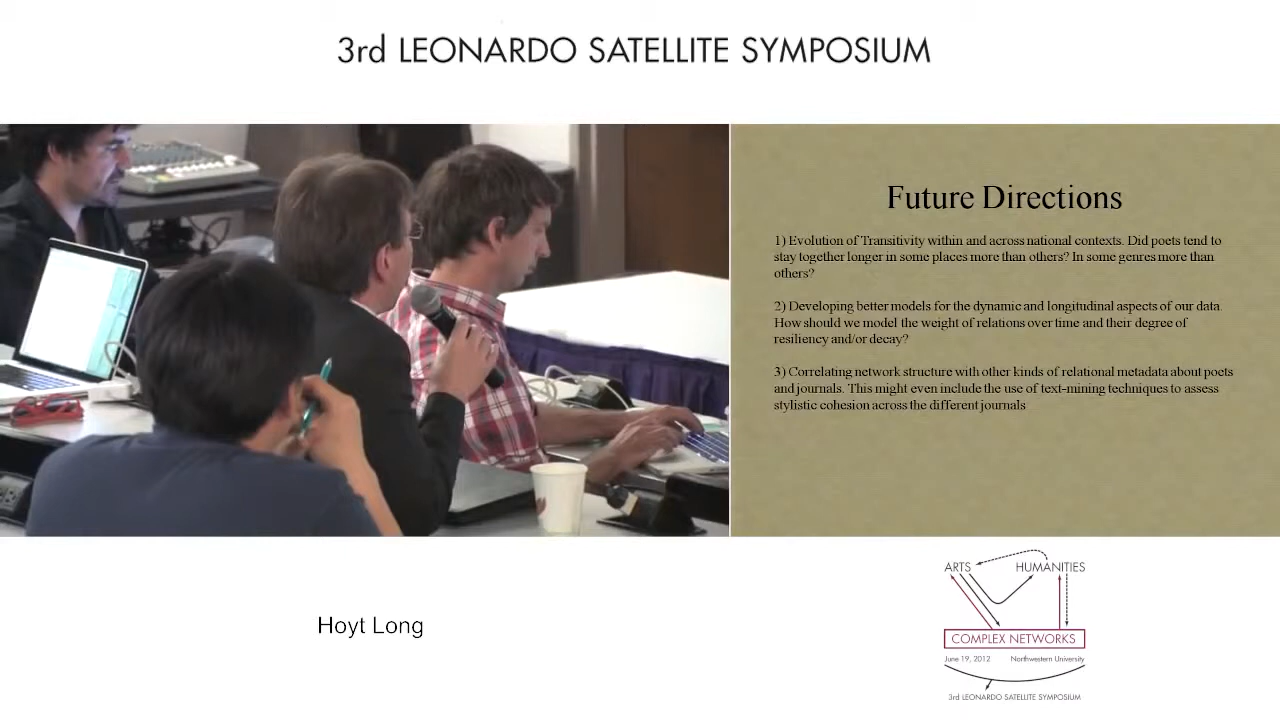 3rd LEONARDO SATELLITE SYMPOSIUM
Future Directions
1) Evolution of Transitivity within and across national contexts. Did poets tend to
stay together longer in some places more than others? In some genres more than
others?
2) Developing better models for the dynamic and longitudinal aspects of our data.
How should we model the weight of relations over time and their degree of
resiliency and/or decay?
3) Correlating network structure with other kinds of relational metadata about poets
and journals. This might even include the use of text-mining techniques to assess
stylistic cohesion across the different journals
Hoyt Long
ARTS HUMANITIES
COMPLEX NETWORKS
June 19, 2012 Northwestern University
3rd LEONARDO SATELLITE SYMPOSIUM